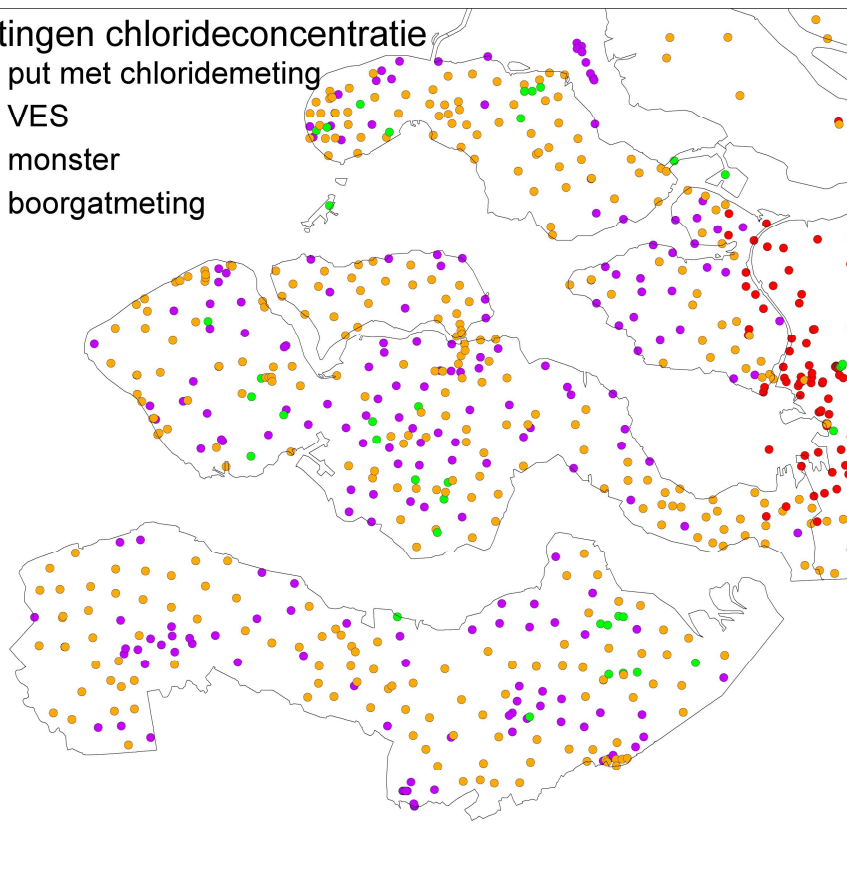 tingen chlorideconcentratie
put met chloridemeting
VES
monster
boorgatmeting